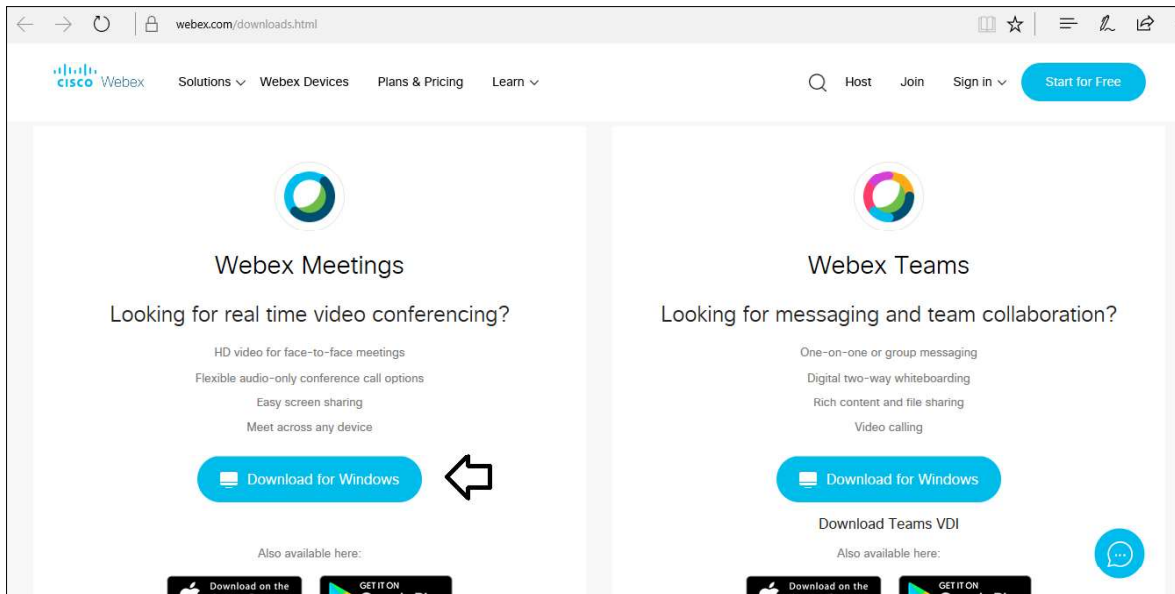 webex.com/downloads.html
CISCO Webex Solutions Webex Devices Plans & Pricing Learn Host Join Sign in Start for Free
Webex Meetings
Looking for real time video conferencing?
HD video for face-to-face meetings
Flexible audio-only conference call options
Easy screen sharing
Meet across any device
Download for Windows
Also available here:
Download on the
GET IT ON
Webex Teams
Looking for messaging and team collaboration?
One-on-one or group messaging
Digital two-way whiteboarding
Rich content and file sharing
Video calling
Download for Windows
Download Teams VDI
Also available here:
Download on the
GET IT ON